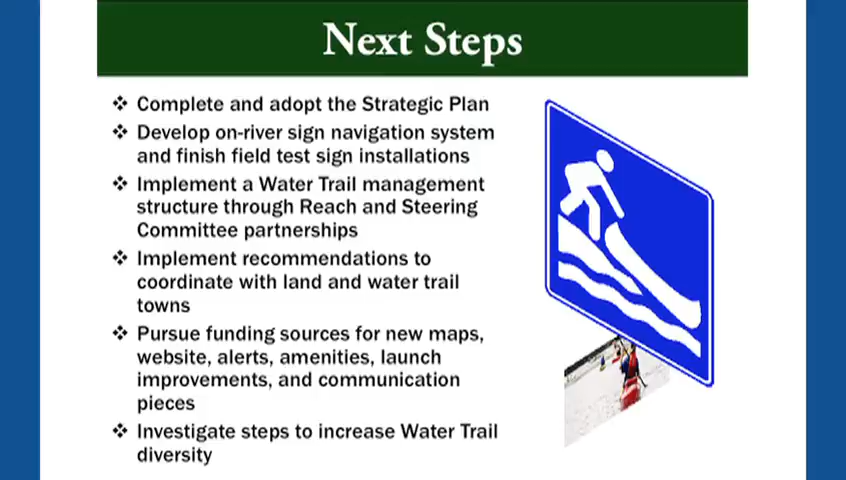 Next Steps
❖ Complete and adopt the Strategic Plan
❖ Develop on-river sign navigation system
and finish field test sign installations
❖ Implement a Water Trail management
structure through Reach and Steering
Committee partnerships
❖ Implement recommendations to
coordinate with land and water trail
towns
❖ Pursue funding sources for new maps,
website, alerts, amenities, launch
improvements, and communication
pieces
❖ Investigate steps to increase Water Trail
diversity